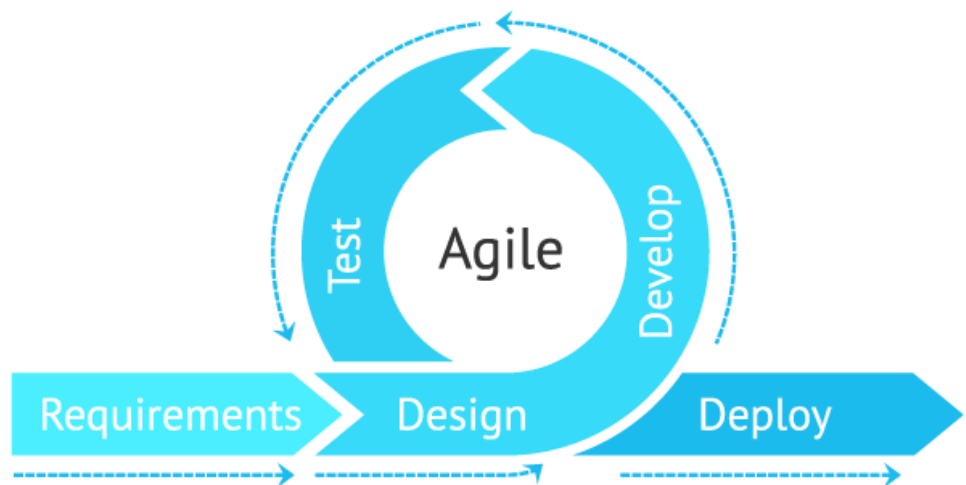 Requirements
Design
Develop
Test
Agile
Deploy